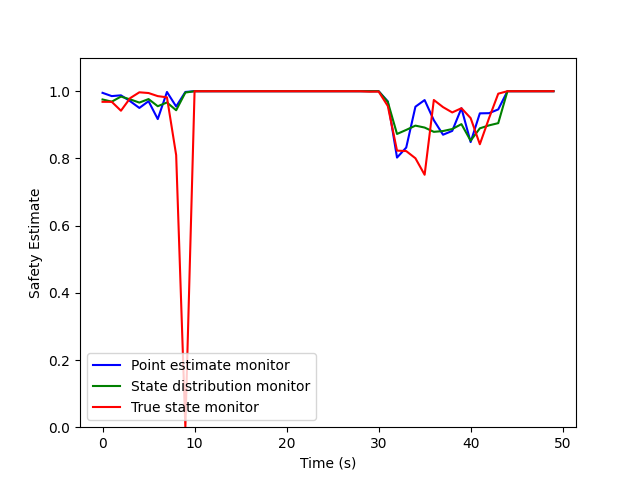 1.0
0.8
0.6
0.4
0.2
0.0
Safety Estimate
Point estimate monitor
State distribution monitor
True state monitor
0 10 20 30 40 50
Time (s)